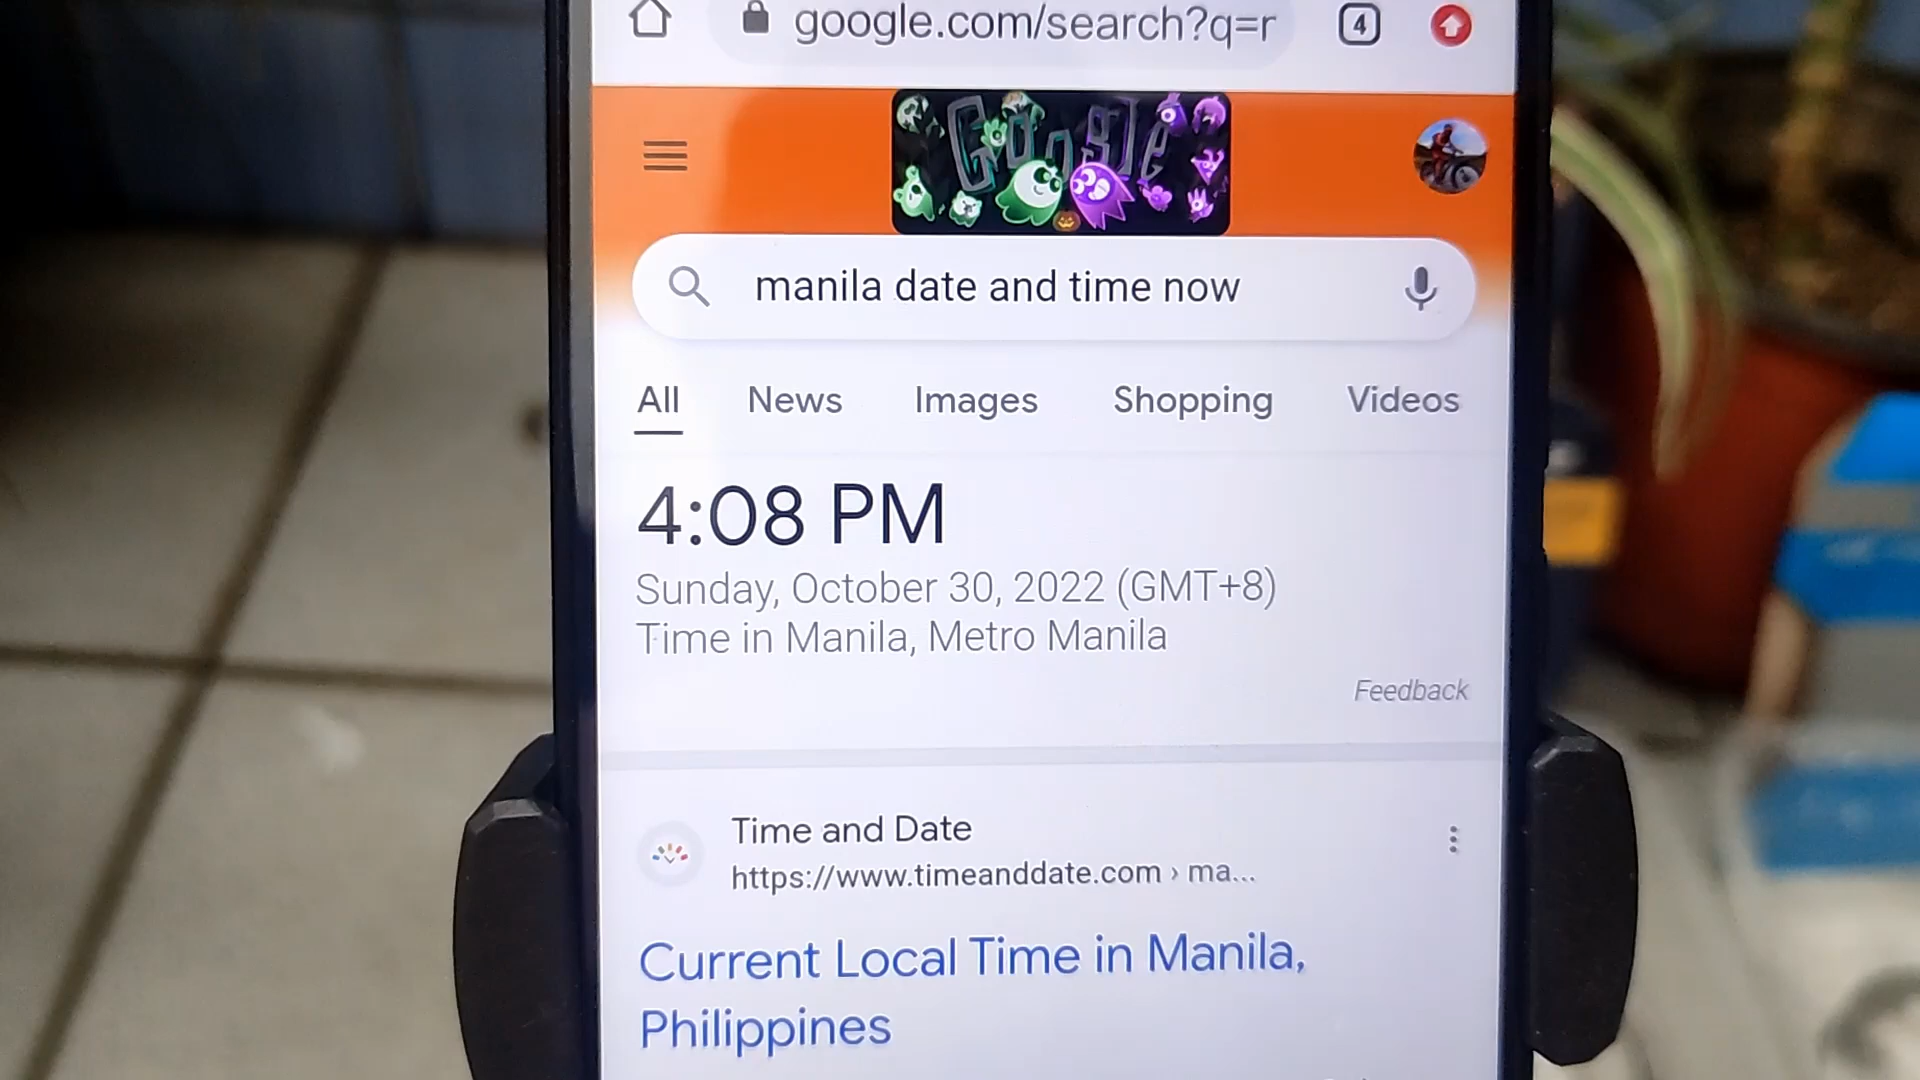 google.com/search?q=r
4
Google
manila date and time now
All News Images Shopping Videos
4:08 PM
Sunday, October 30, 2022 (GMT+8)
Time in Manila, Metro Manila
Feedback
Time and Date
https://www.timeanddate.com › ma...
Current Local Time in Manila,
Philippines